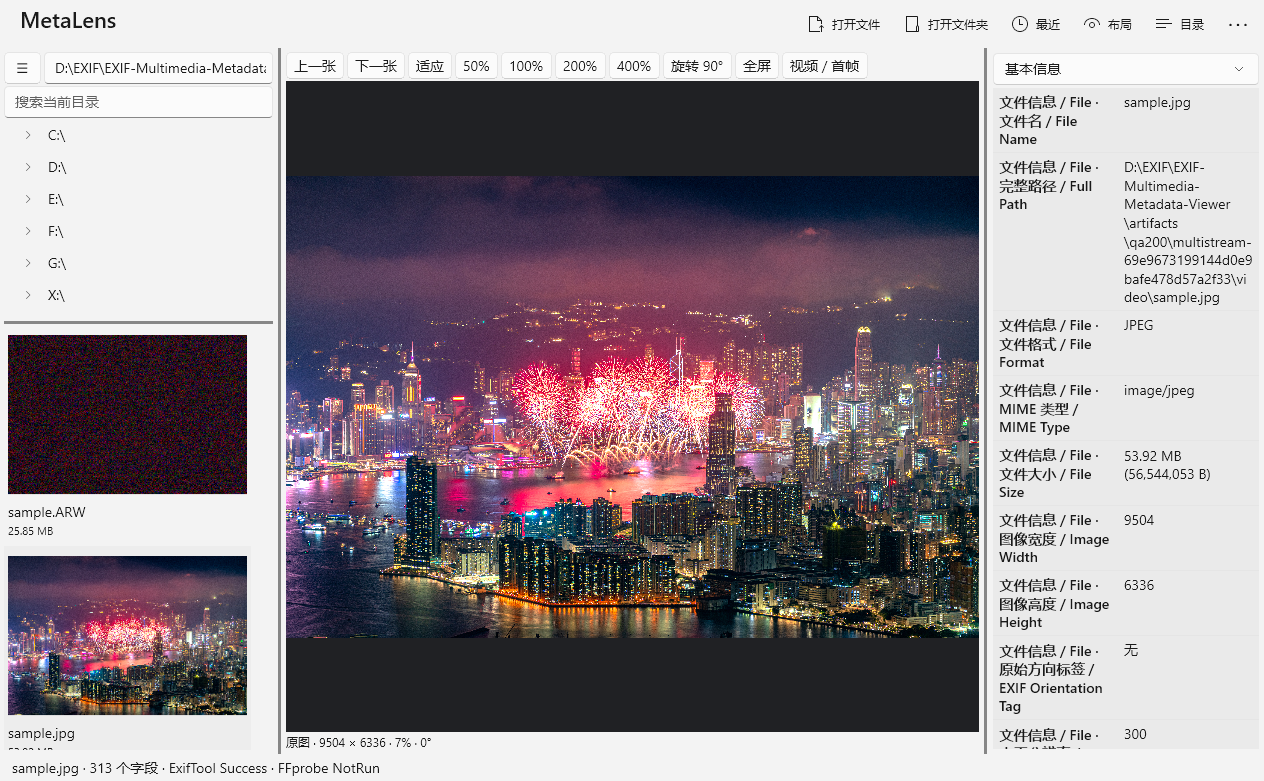 MetaLens
打开文件
打开文件夹
最近
布局
目录
...
☰
D:\EXIF\EXIF-Multimedia-Metadata
搜索当前目录
C:\
D:\
E:\
F:\
G:\
X:\
sample.ARW
25.85 MB
sample.jpg
上一张
下一张
适应
50%
100%
200%
400%
旋转 90°
全屏
视频 / 首帧
原图 · 9504 × 6336 · 7% · 0°
基本信息
文件信息 / File ·
文件名 / File
Name
sample.jpg
文件信息 / File ·
完整路径 / Full
Path
D:\EXIF\EXIF-
Multimedia-
Metadata-Viewer
\artifacts
\qa200\multistream-
69e9673199144d0e9
bafe478d57a2f33\vi
deo\sample.jpg
文件信息 / File ·
文件格式 / File
Format
JPEG
文件信息 / File ·
MIME 类型 /
MIME Type
image/jpeg
文件信息 / File ·
文件大小 / File
Size
53.92 MB
(56,544,053 B)
文件信息 / File ·
图像宽度 / Image
Width
9504
文件信息 / File ·
图像高度 / Image
Height
6336
文件信息 / File ·
原始方向标签 /
EXIF Orientation
Tag
无
文件信息 / File ·
300
sample.jpg · 313 个字段 · ExifTool Success · FFprobe NotRun